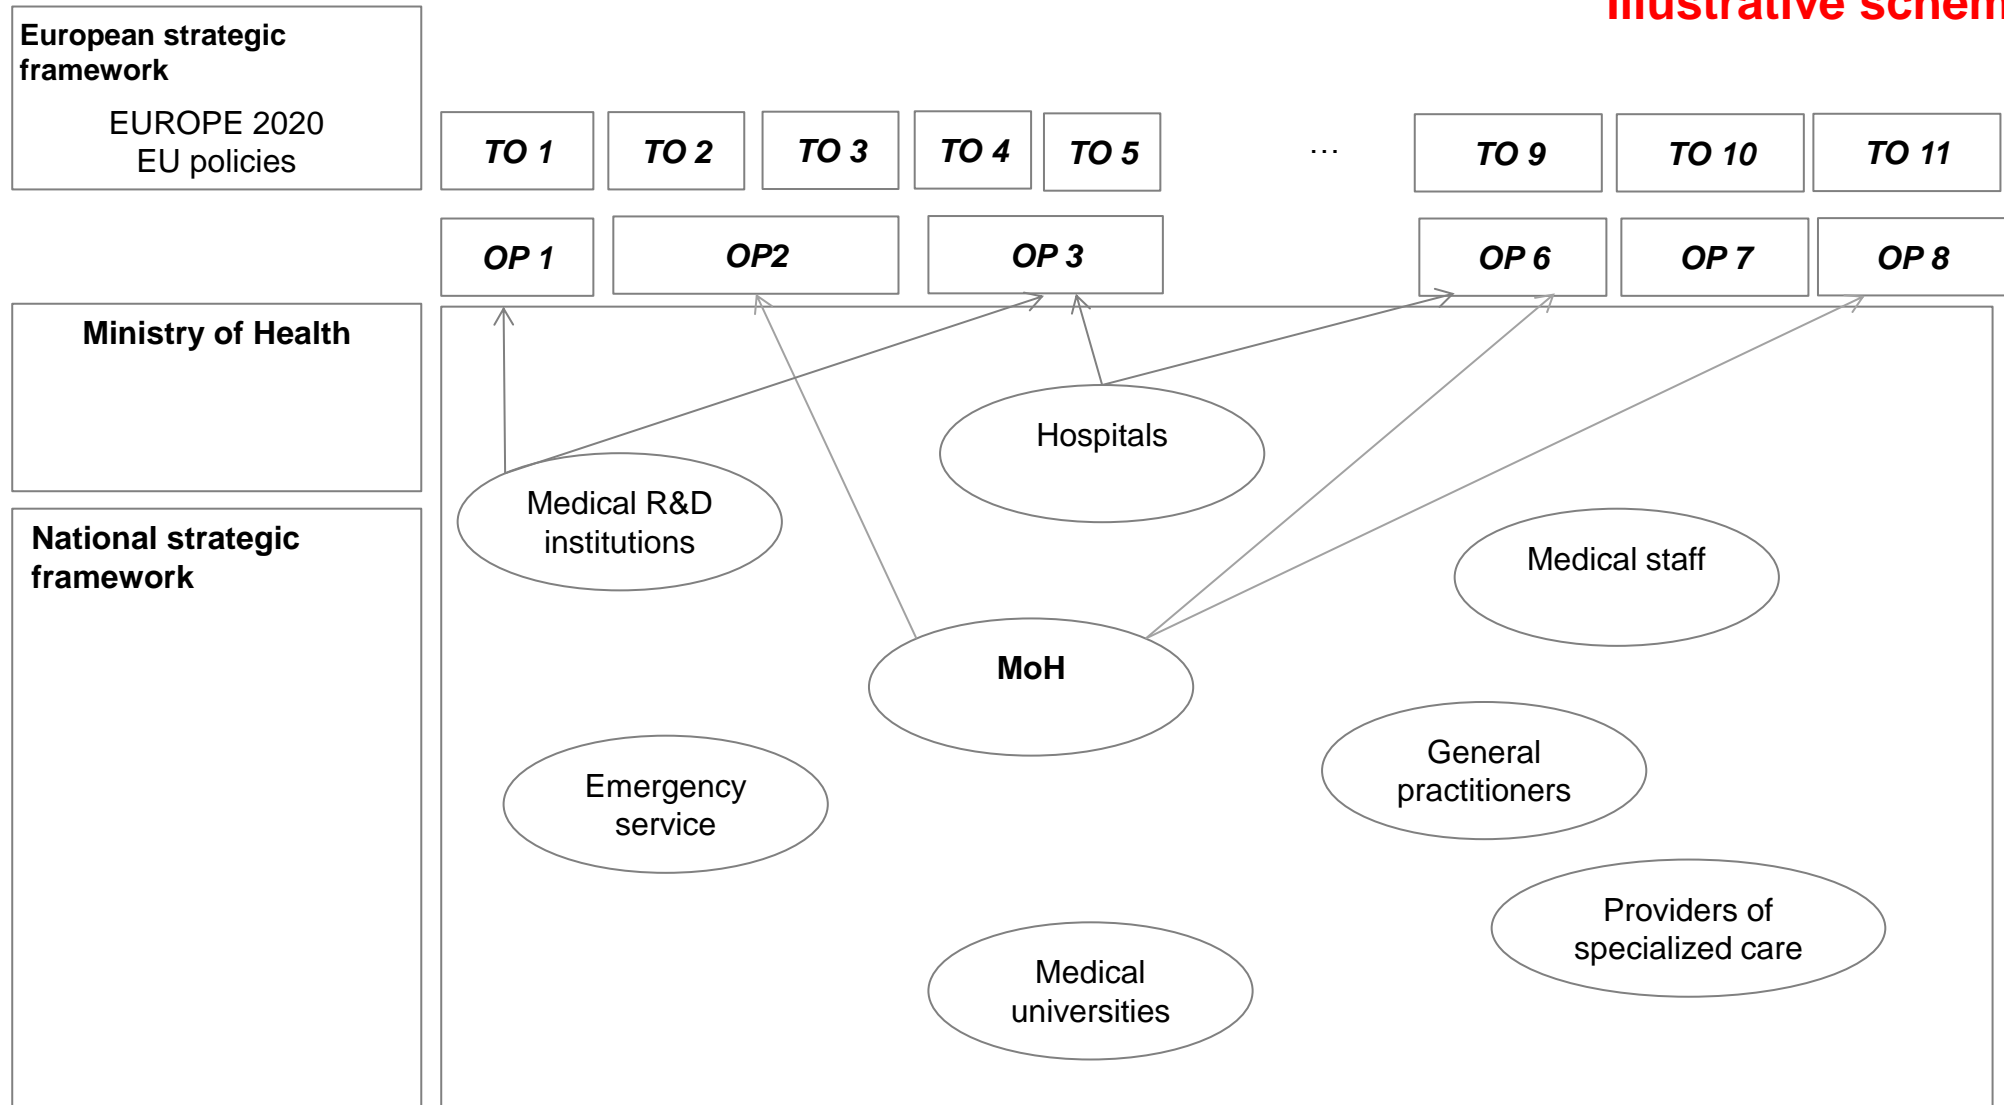 Illustrative schem
European strategic
framework
EUROPE 2020
EU policies
TO 1
TO 2
TO 3
TO 4
TO 5
...
TO 9
TO 10
TO 11
OP 1
OP2
OP 3
OP 6
OP 7
OP 8
Ministry of Health
Hospitals
Medical R&D
institutions
National strategic
framework
Medical staff
MoH
General
practitioners
Emergency
service
Providers of
specialized care
Medical
universities